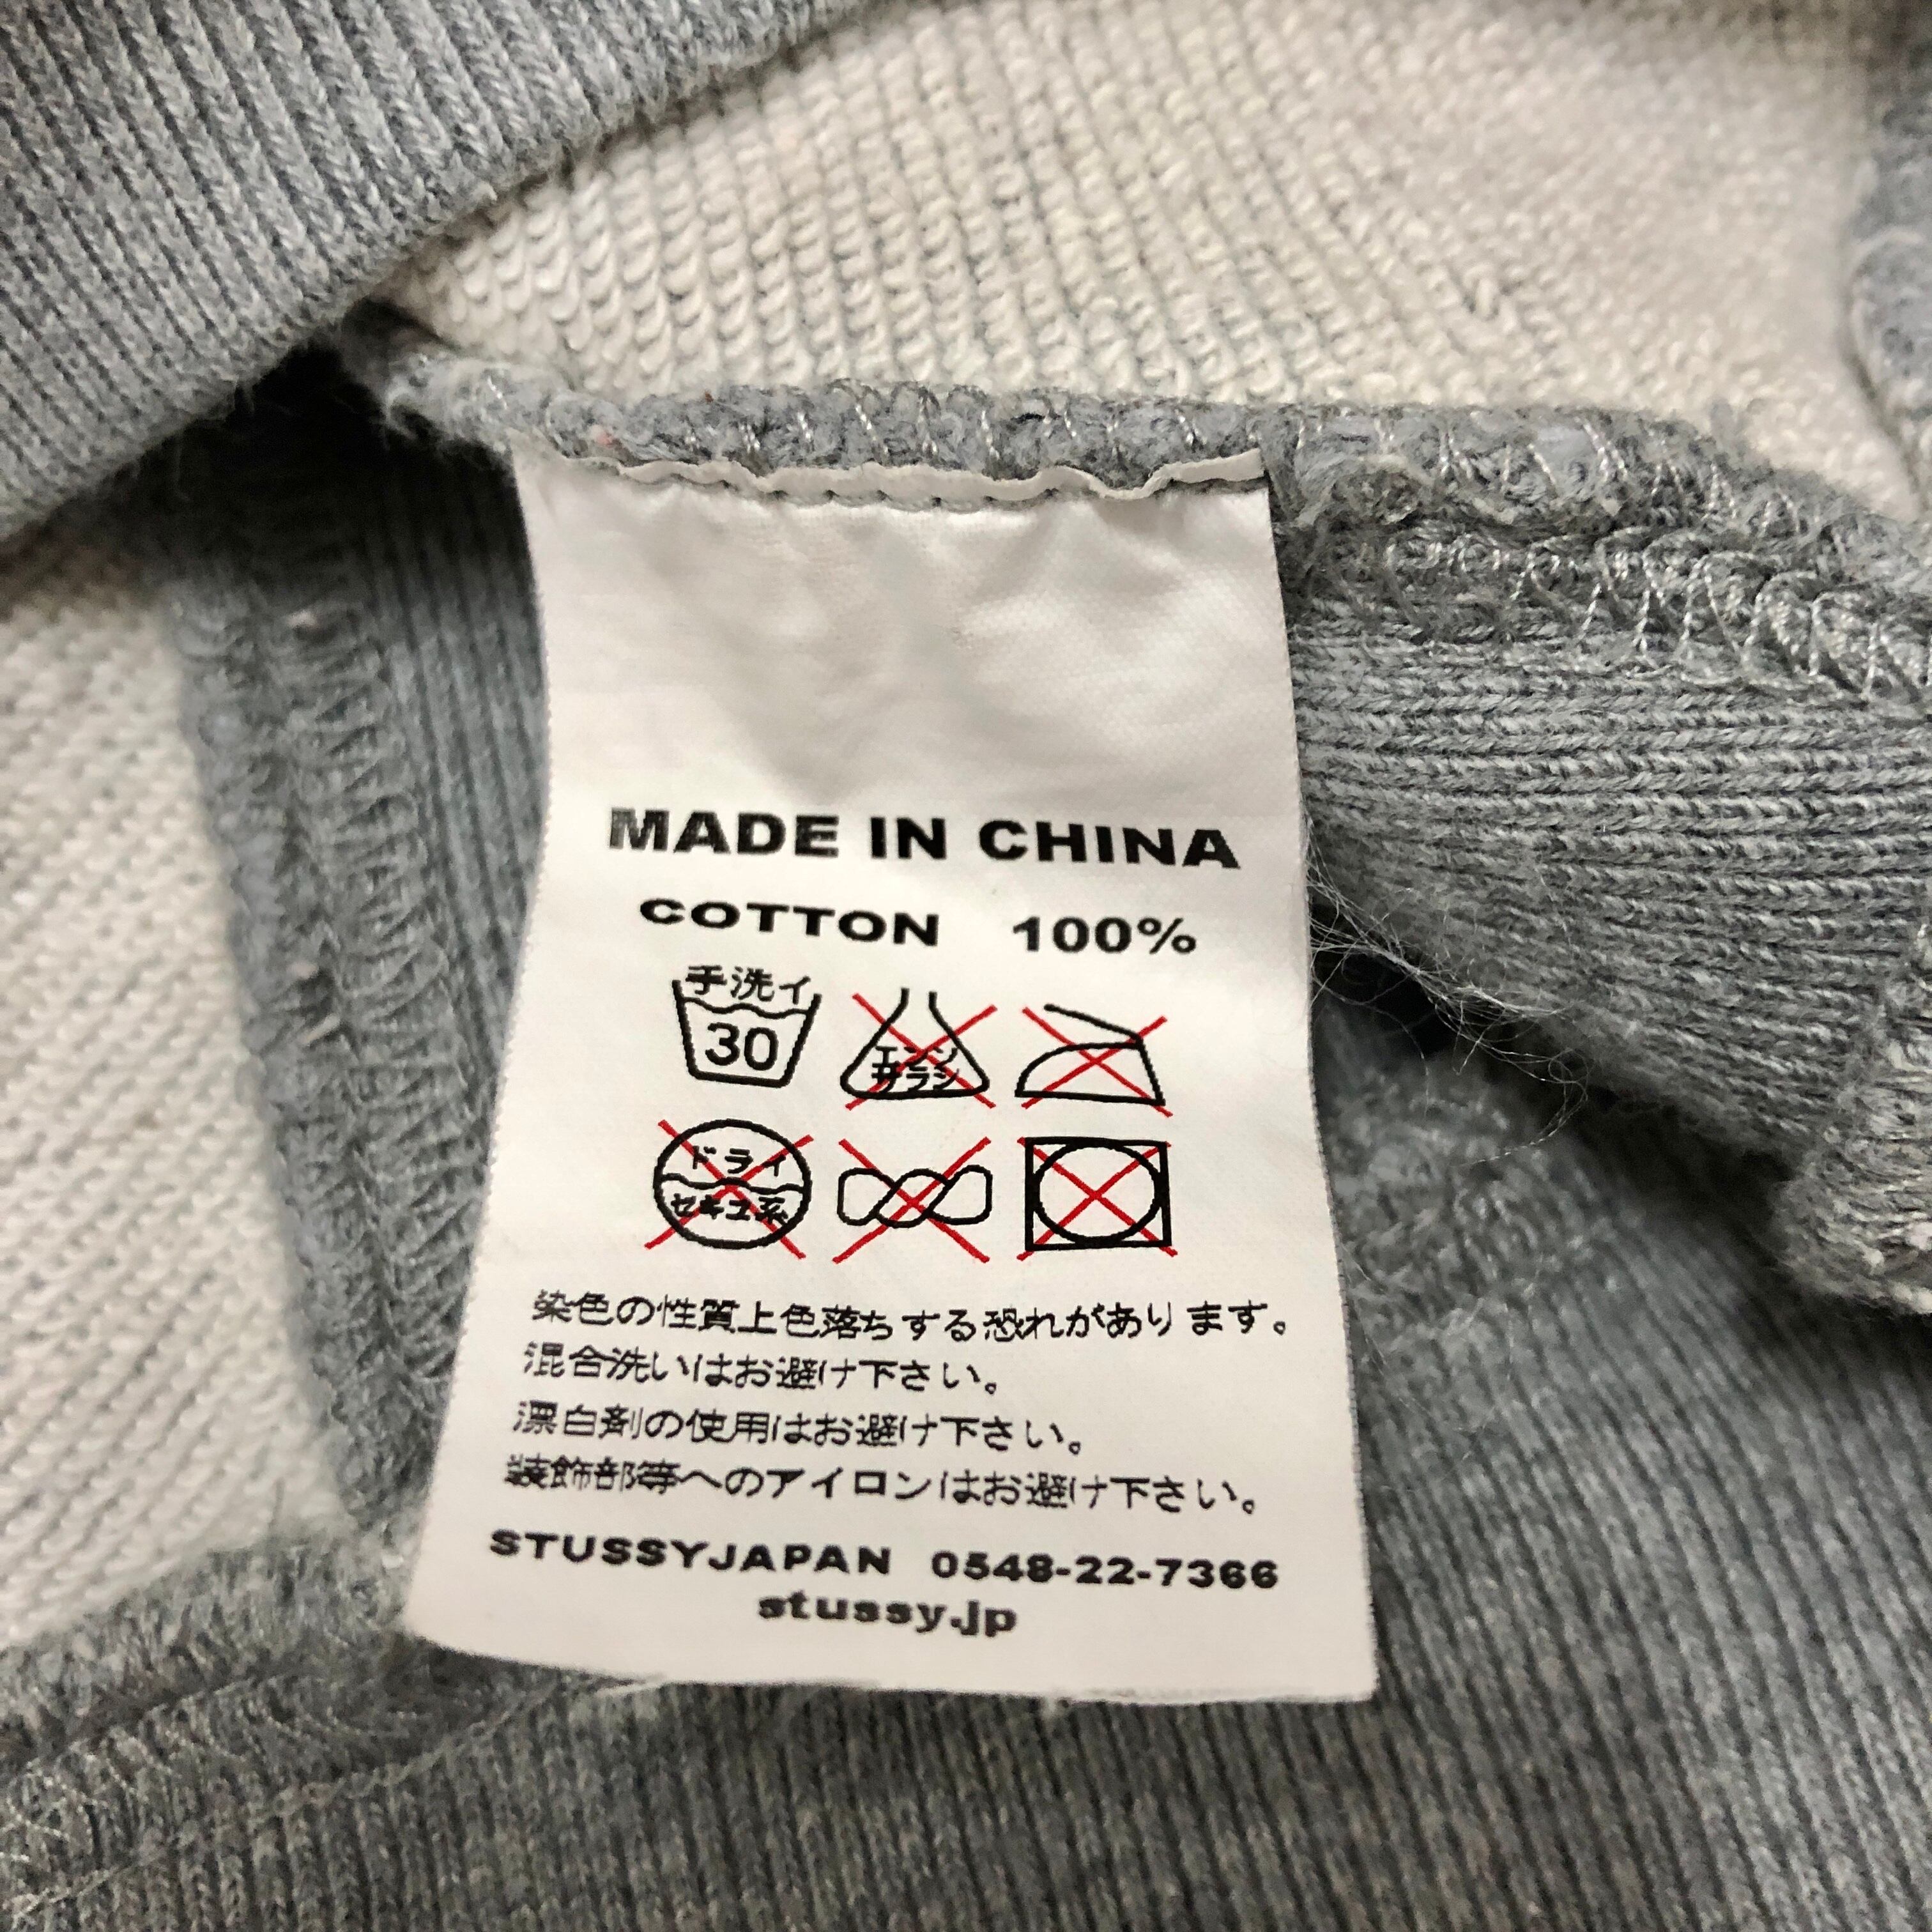 MADE IN CHINA
COTTON 100%
手洗イ
30
エンソ
サラシ
ドライ
セキユ系
染色の性質上色落ちする恐れがあります。
混合洗いはお避け下さい。
漂白剤の使用はお避け下さい。
装飾部等へのアイロンはお避け下さい。
STUSSYJAPAN 0548-22-7366
stussy.jp